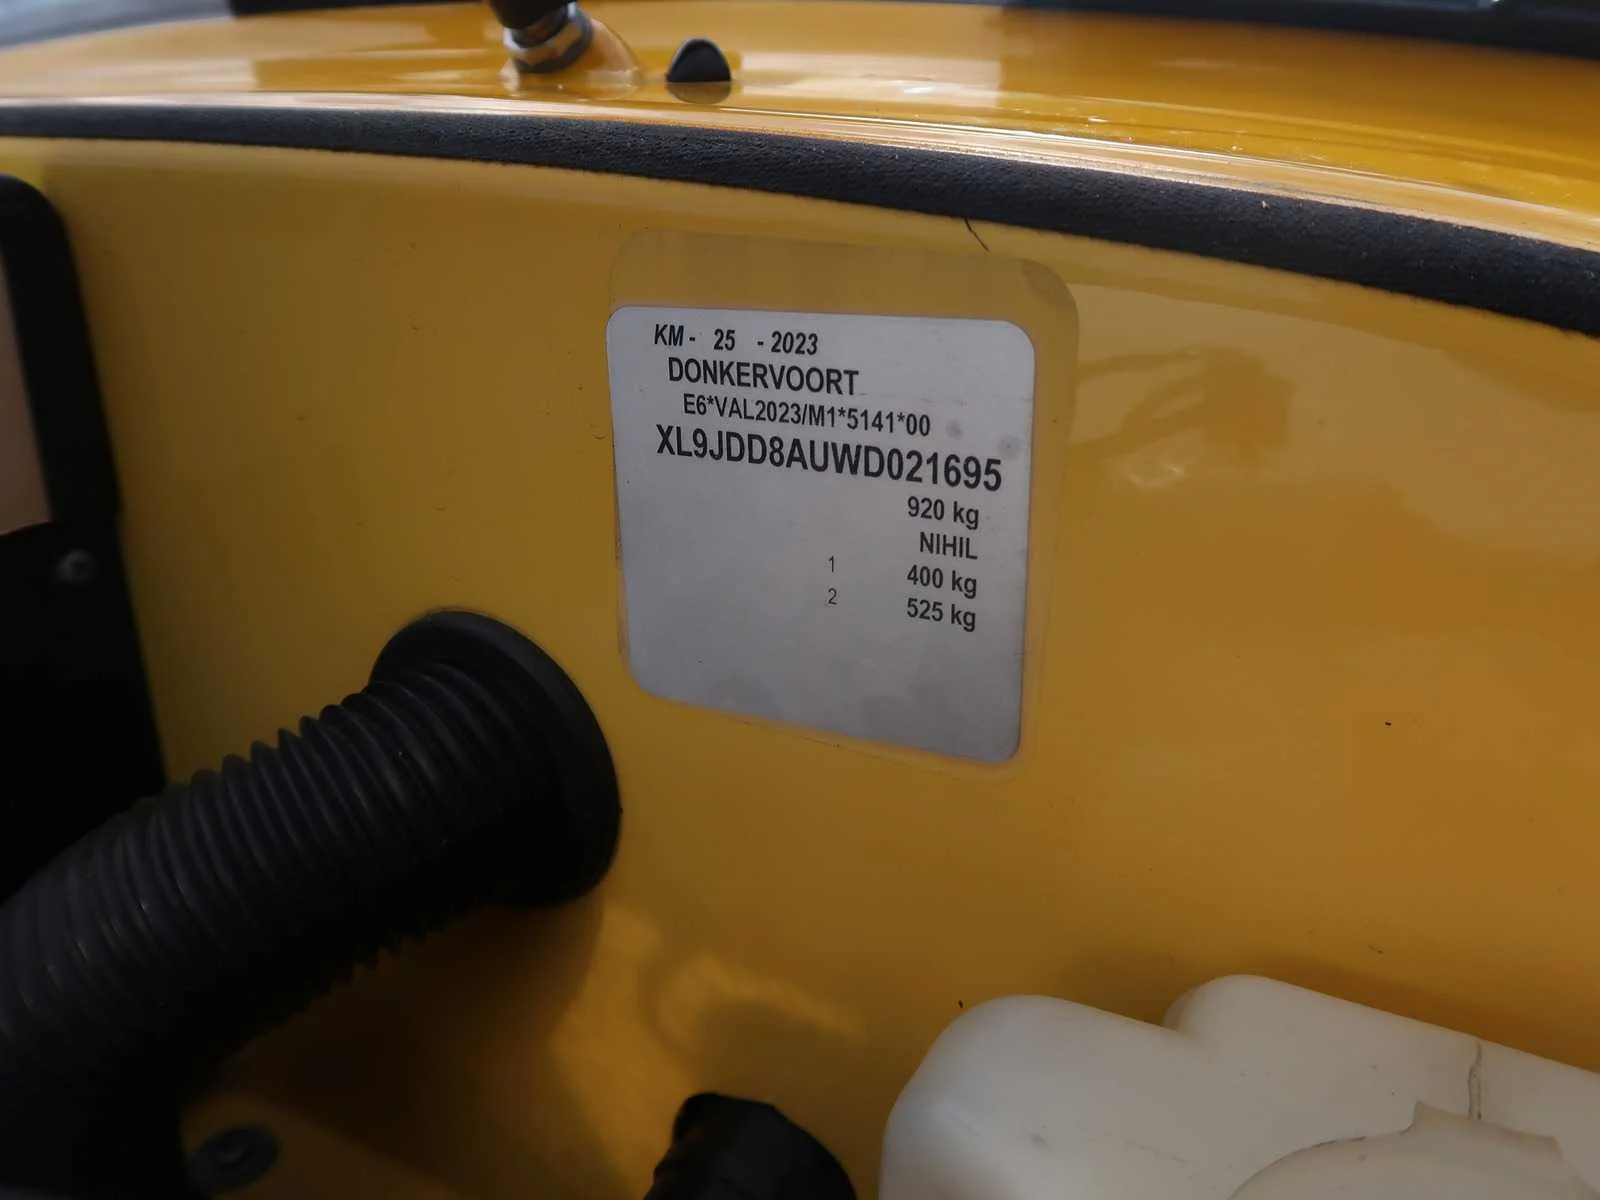 KM - 25 - 2023
DONKERVOORT
E6*VAL2023/M1*5141*00
XL9JDD8AUWD021695
920 kg
NIHIL
1 400 kg
2 525 kg